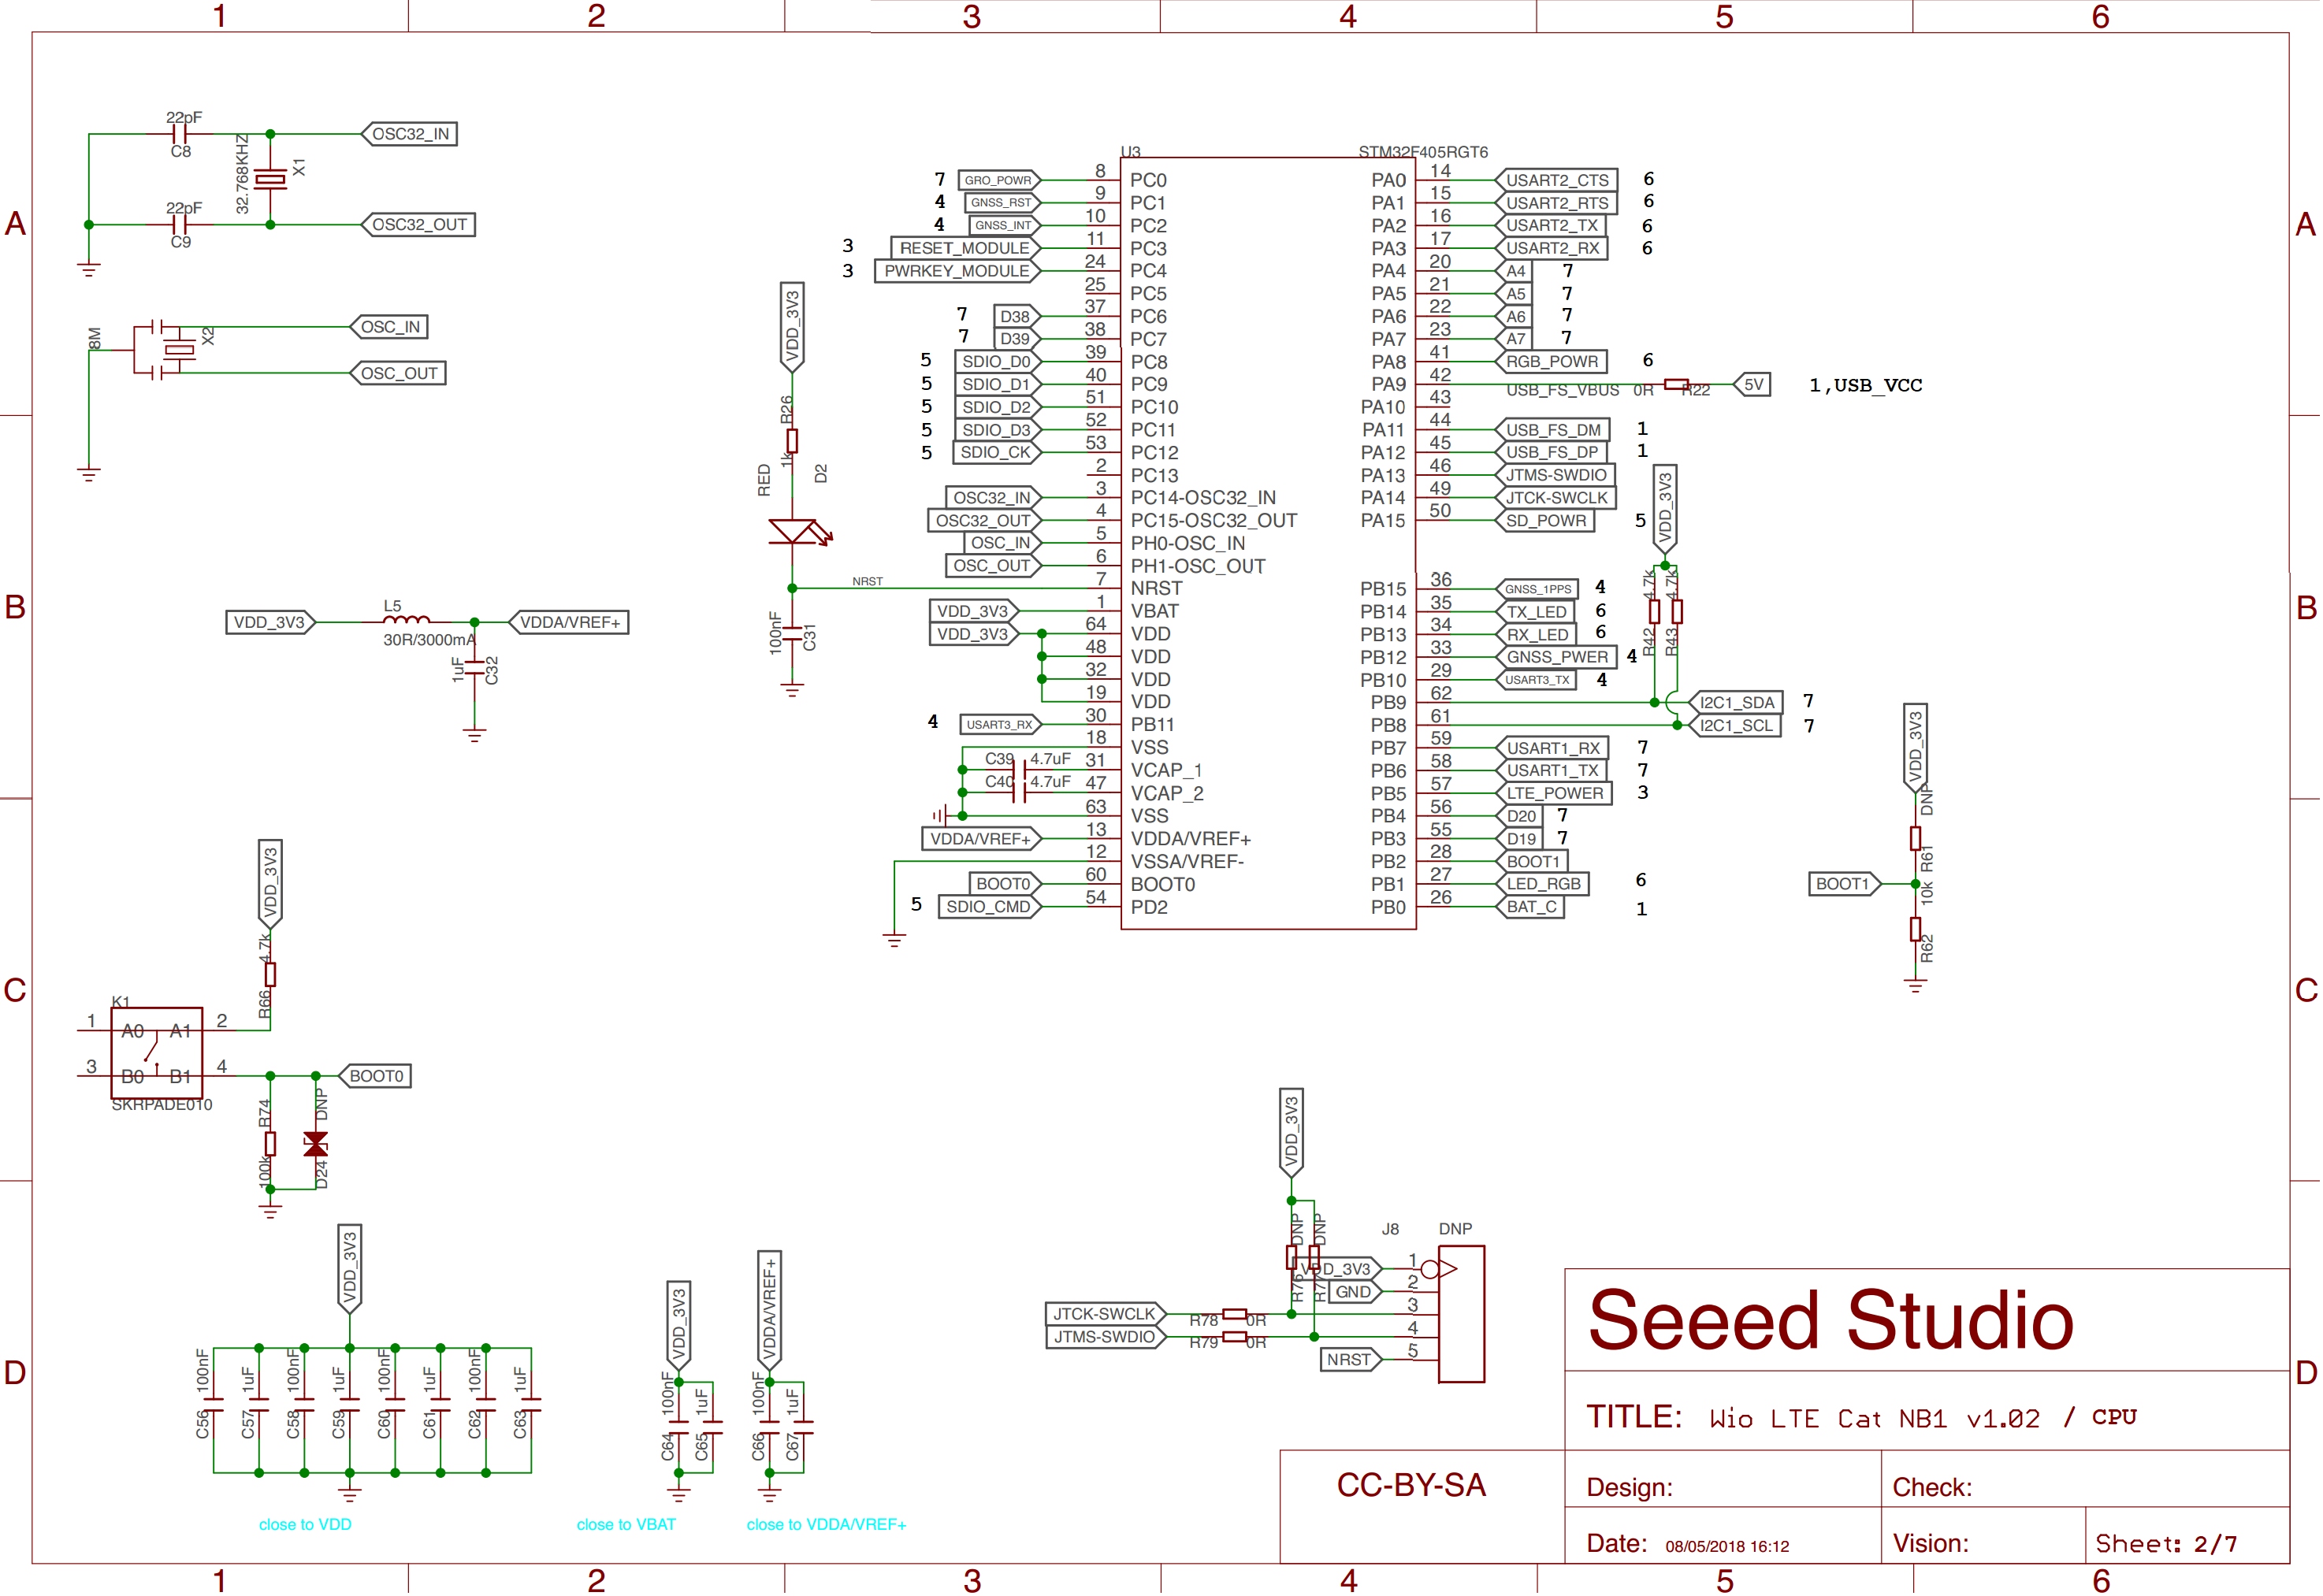 1 2 3 4 5 6
A
B
C
D
A
B
C
D
1 2 3 4 5 6
22pF
C8
32.768KHZ
X1
OSC32_IN
22pF
C9
OSC32_OUT
8M
X2
OSC_IN
OSC_OUT
VDD_3V3
L5
30R/3000mA
VDDA/VREF+
1uF
C32
VDD_3V3
R26
1k
RED
D2
NRST
100nF
C31
U3
STM32F405RGT6
7 GRO_POWR 8 PC0
4 GNSS_RST 9 PC1
4 GNSS_INT 10 PC2
3 RESET_MODULE 11 PC3
3 PWRKEY_MODULE 24 PC4
25 PC5
7 D38 37 PC6
7 D39 38 PC7
5 SDIO_D0 39 PC8
5 SDIO_D1 40 PC9
5 SDIO_D2 51 PC10
5 SDIO_D3 52 PC11
5 SDIO_CK 53 PC12
2 PC13
OSC32_IN 3 PC14-OSC32_IN
OSC32_OUT 4 PC15-OSC32_OUT
OSC_IN 5 PH0-OSC_IN
OSC_OUT 6 PH1-OSC_OUT
7 NRST
VDD_3V3 1 VBAT
VDD_3V3 64 VDD
48 VDD
32 VDD
19 VDD
4 USART3_RX 30 PB11
18 VSS
C39 4.7uF 31 VCAP_1
C40 4.7uF 47 VCAP_2
63 VSS
VDDA/VREF+ 13 VDDA/VREF+
12 VSSA/VREF-
BOOT0 60 BOOT0
5 SDIO_CMD 54 PD2
PA0 14 USART2_CTS 6
PA1 15 USART2_RTS 6
PA2 16 USART2_TX 6
PA3 17 USART2_RX 6
PA4 20 A4 7
PA5 21 A5 7
PA6 22 A6 7
PA7 23 A7 7
PA8 41 RGB_POWR 6
PA9 42 USB_FS_VBUS 0R R22 5V 1,USB_VCC
PA10 43
PA11 44 USB_FS_DM 1
PA12 45 USB_FS_DP 1
PA13 46 JTMS-SWDIO
PA14 49 JTCK-SWCLK
PA15 50 SD_POWR 5
PB15 36 GNSS_1PPS 4
PB14 35 TX_LED 6
PB13 34 RX_LED 6
PB12 33 GNSS_PWER 4
PB10 29 USART3_TX 4
PB9 62 I2C1_SDA 7
PB8 61 I2C1_SCL 7
PB7 59 USART1_RX 7
PB6 58 USART1_TX 7
PB5 57 LTE_POWER 3
PB4 56 D20 7
PB3 55 D19 7
PB2 28 BOOT1
PB1 27 LED_RGB 6
PB0 26 BAT_C 1
VDD_3V3
4.7k
4.7k
R42
R43
VDD_3V3
DNP
R61
BOOT1
10k
R62
VDD_3V3
4.7k
R66
K1
1 A0 A1 2
3 B0 B1 4
SKRPADE010
BOOT0
R74
100k
DNP
D24
VDD_3V3
100nF 1uF 100nF 1uF 100nF 1uF 100nF 1uF
C56 C57 C58 C59 C60 C61 C62 C63
close to VDD
VDD_3V3
100nF 1uF
C64 C65
close to VBAT
VDDA/VREF+
100nF 1uF
C66 C67
close to VDDA/VREF+
VDD_3V3
DNP
DNP
J8 DNP
VDD_3V3 1
GND 2
JTCK-SWCLK R78 0R 3
JTMS-SWDIO R79 0R 4
NRST 5
Seeed Studio
TITLE: Wio LTE Cat NB1 v1.02 / CPU
CC-BY-SA
Design: Check:
Date: 08/05/2018 16:12 Vision: Sheet: 2/7